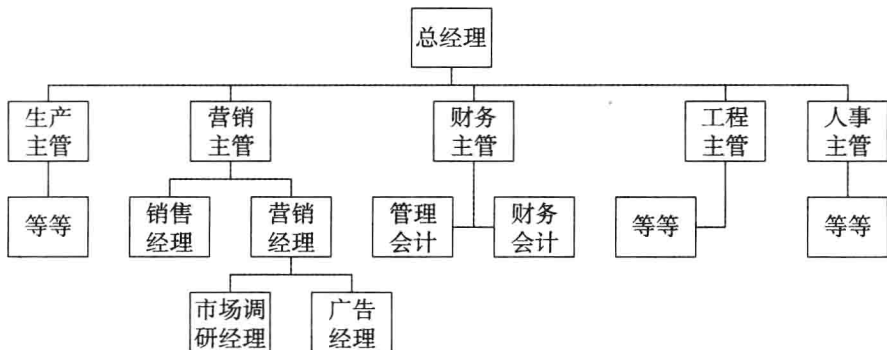 总经理
生产
主管
营销
主管
财务
主管
工程
主管
人事
主管
等等
销售
经理
营销
经理
管理
会计
财务
会计
等等
等等
市场调
研经理
广告
经理